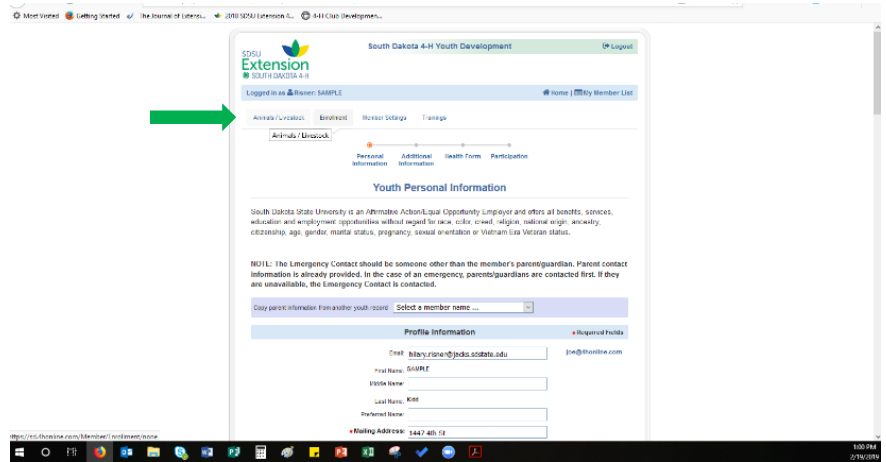 Most Visited Getting Started The Journal of Extensi... 2018 SDSU Extension 4... 4-H Club Developmen...
SDSU
Extension
SOUTH DAKOTA 4-H
South Dakota 4-H Youth Development
Logout
Logged in as Risner: SAMPLE
Home | My Member List
Animals / Livestock Enrollment Member Settings Trainings
Animals / Livestock
Personal Information
Additional Information
Health Form
Participation
Youth Personal Information
South Dakota State University is an Affirmative Action/Equal Opportunity Employer and offers all benefits, services,
education and employment opportunities without regard for race, color, creed, religion, national origin, ancestry,
citizenship, age, gender, marital status, pregnancy, sexual orientation or Vietnam Era Veteran status.
NOTE: The Emergency Contact should be someone other than the member's parent/guardian. Parent contact
information is already provided. In the case of an emergency, parents/guardians are contacted first. If they
are unavailable, the Emergency Contact is contacted.
Copy parent information from another youth record Select a member name ...
Profile Information
Required Fields
Email: hilary.risner@jacks.sdstate.edu joe@4honline.com
First Name: SAMPLE
Middle Name:
Last Name: Kidd
Preferred Name:
Mailing Address: 1447 4th St
https://sd.4honline.com/Member/Enrollment/none
1:00 PM
2/19/2019